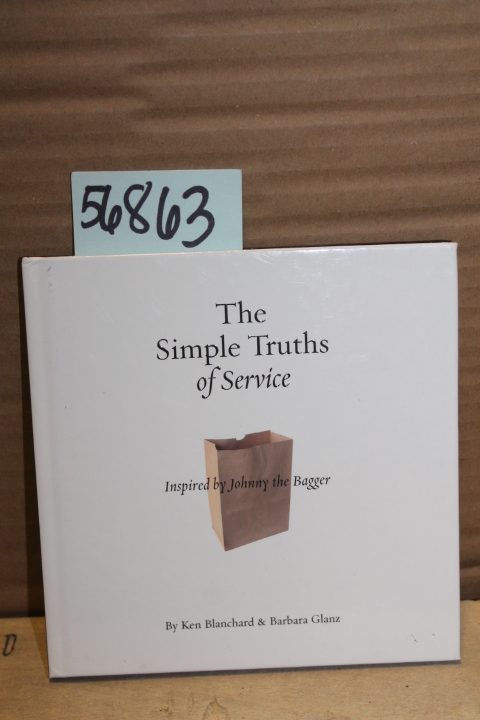 56863
The
Simple Truths
of Service
Inspired by Johnny the Bagger
By Ken Blanchard & Barbara Glanz
D